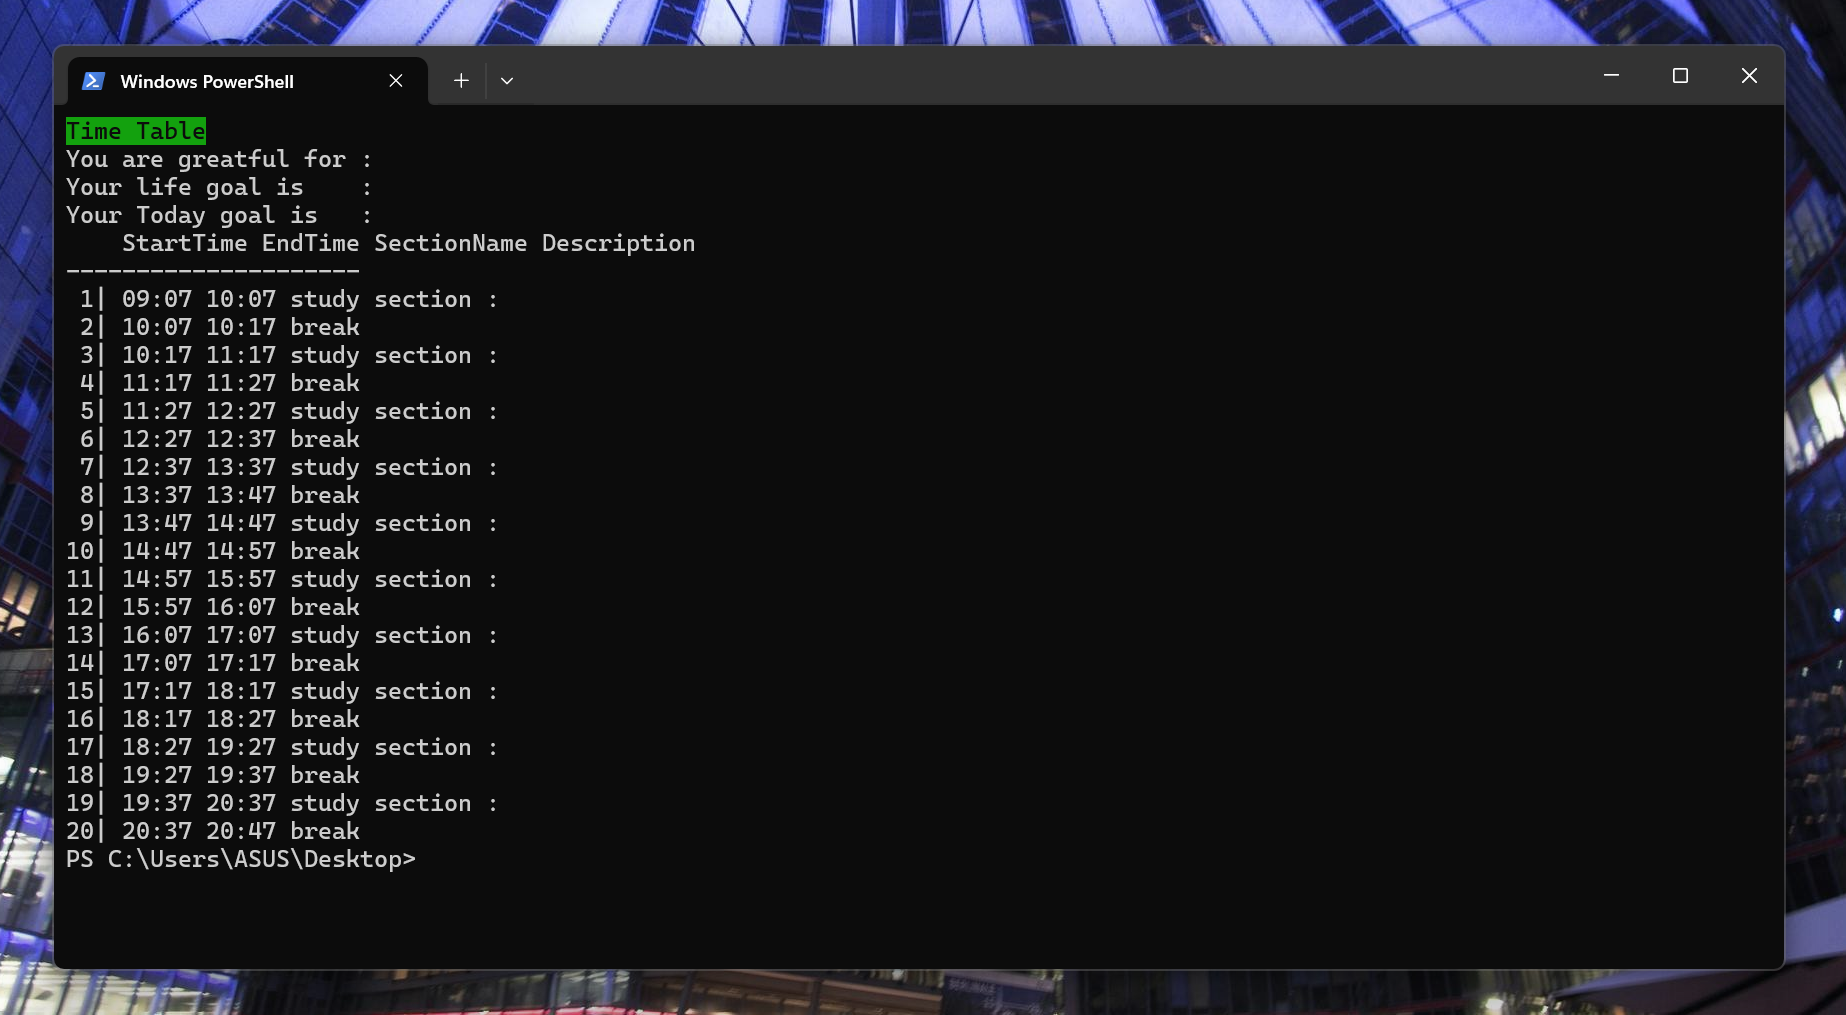 Windows PowerShell
Time Table
You are greatful for :
Your life goal is    :
Your Today goal is   :
    StartTime EndTime SectionName Description
---------------------
 1| 09:07 10:07 study section :
 2| 10:07 10:17 break
 3| 10:17 11:17 study section :
 4| 11:17 11:27 break
 5| 11:27 12:27 study section :
 6| 12:27 12:37 break
 7| 12:37 13:37 study section :
 8| 13:37 13:47 break
 9| 13:47 14:47 study section :
10| 14:47 14:57 break
11| 14:57 15:57 study section :
12| 15:57 16:07 break
13| 16:07 17:07 study section :
14| 17:07 17:17 break
15| 17:17 18:17 study section :
16| 18:17 18:27 break
17| 18:27 19:27 study section :
18| 19:27 19:37 break
19| 19:37 20:37 study section :
20| 20:37 20:47 break
PS C:\Users\ASUS\Desktop>
BERLINALE